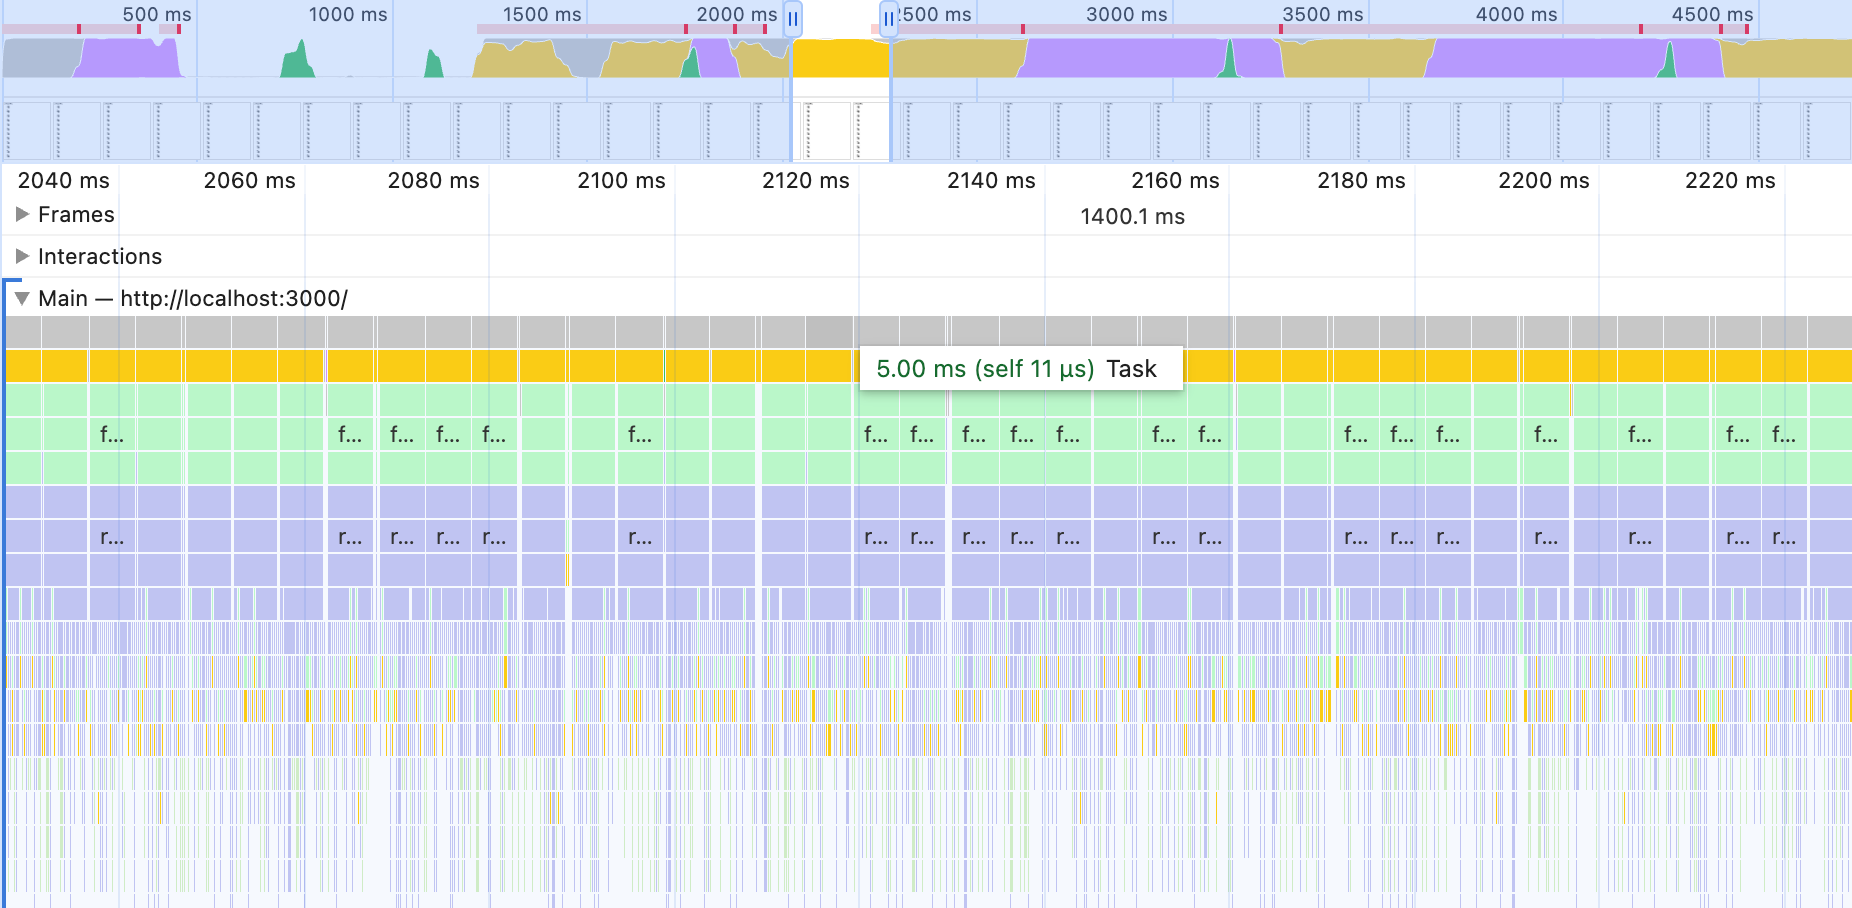 500 ms 1000 ms 1500 ms 2000 ms 2500 ms 3000 ms 3500 ms 4000 ms 4500 ms
2040 ms 2060 ms 2080 ms 2100 ms 2120 ms 2140 ms 2160 ms 2180 ms 2200 ms 2220 ms
Frames 1400.1 ms
Interactions
Main — http://localhost:3000/
5.00 ms (self 11 μs) Task
f... f... f... f... f... f... f... f... f... f... f... f... f... f... f... f... f... f... f... f...
r... r... r... r... r... r... r... r... r... r... r... r... r... r... r... r... r... r... r... r...